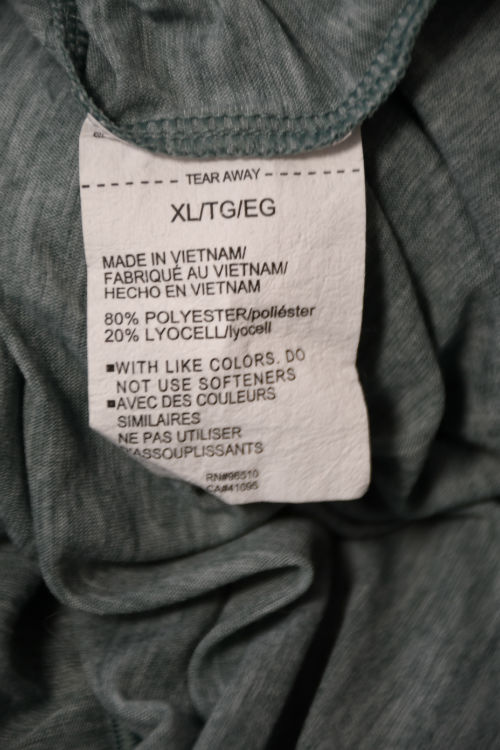 TEAR AWAY
XL/TG/EG
MADE IN VIETNAM/
FABRIQUÉ AU VIETNAM/
HECHO EN VIETNAM
80% POLYESTER/poliéster
20% LYOCELL/lyocell
■WITH LIKE COLORS. DO
NOT USE SOFTENERS
■AVEC DES COULEURS
SIMILAIRES
NE PAS UTILISER
D'ASSOUPLISSANTS
RN#96510
CA#41095